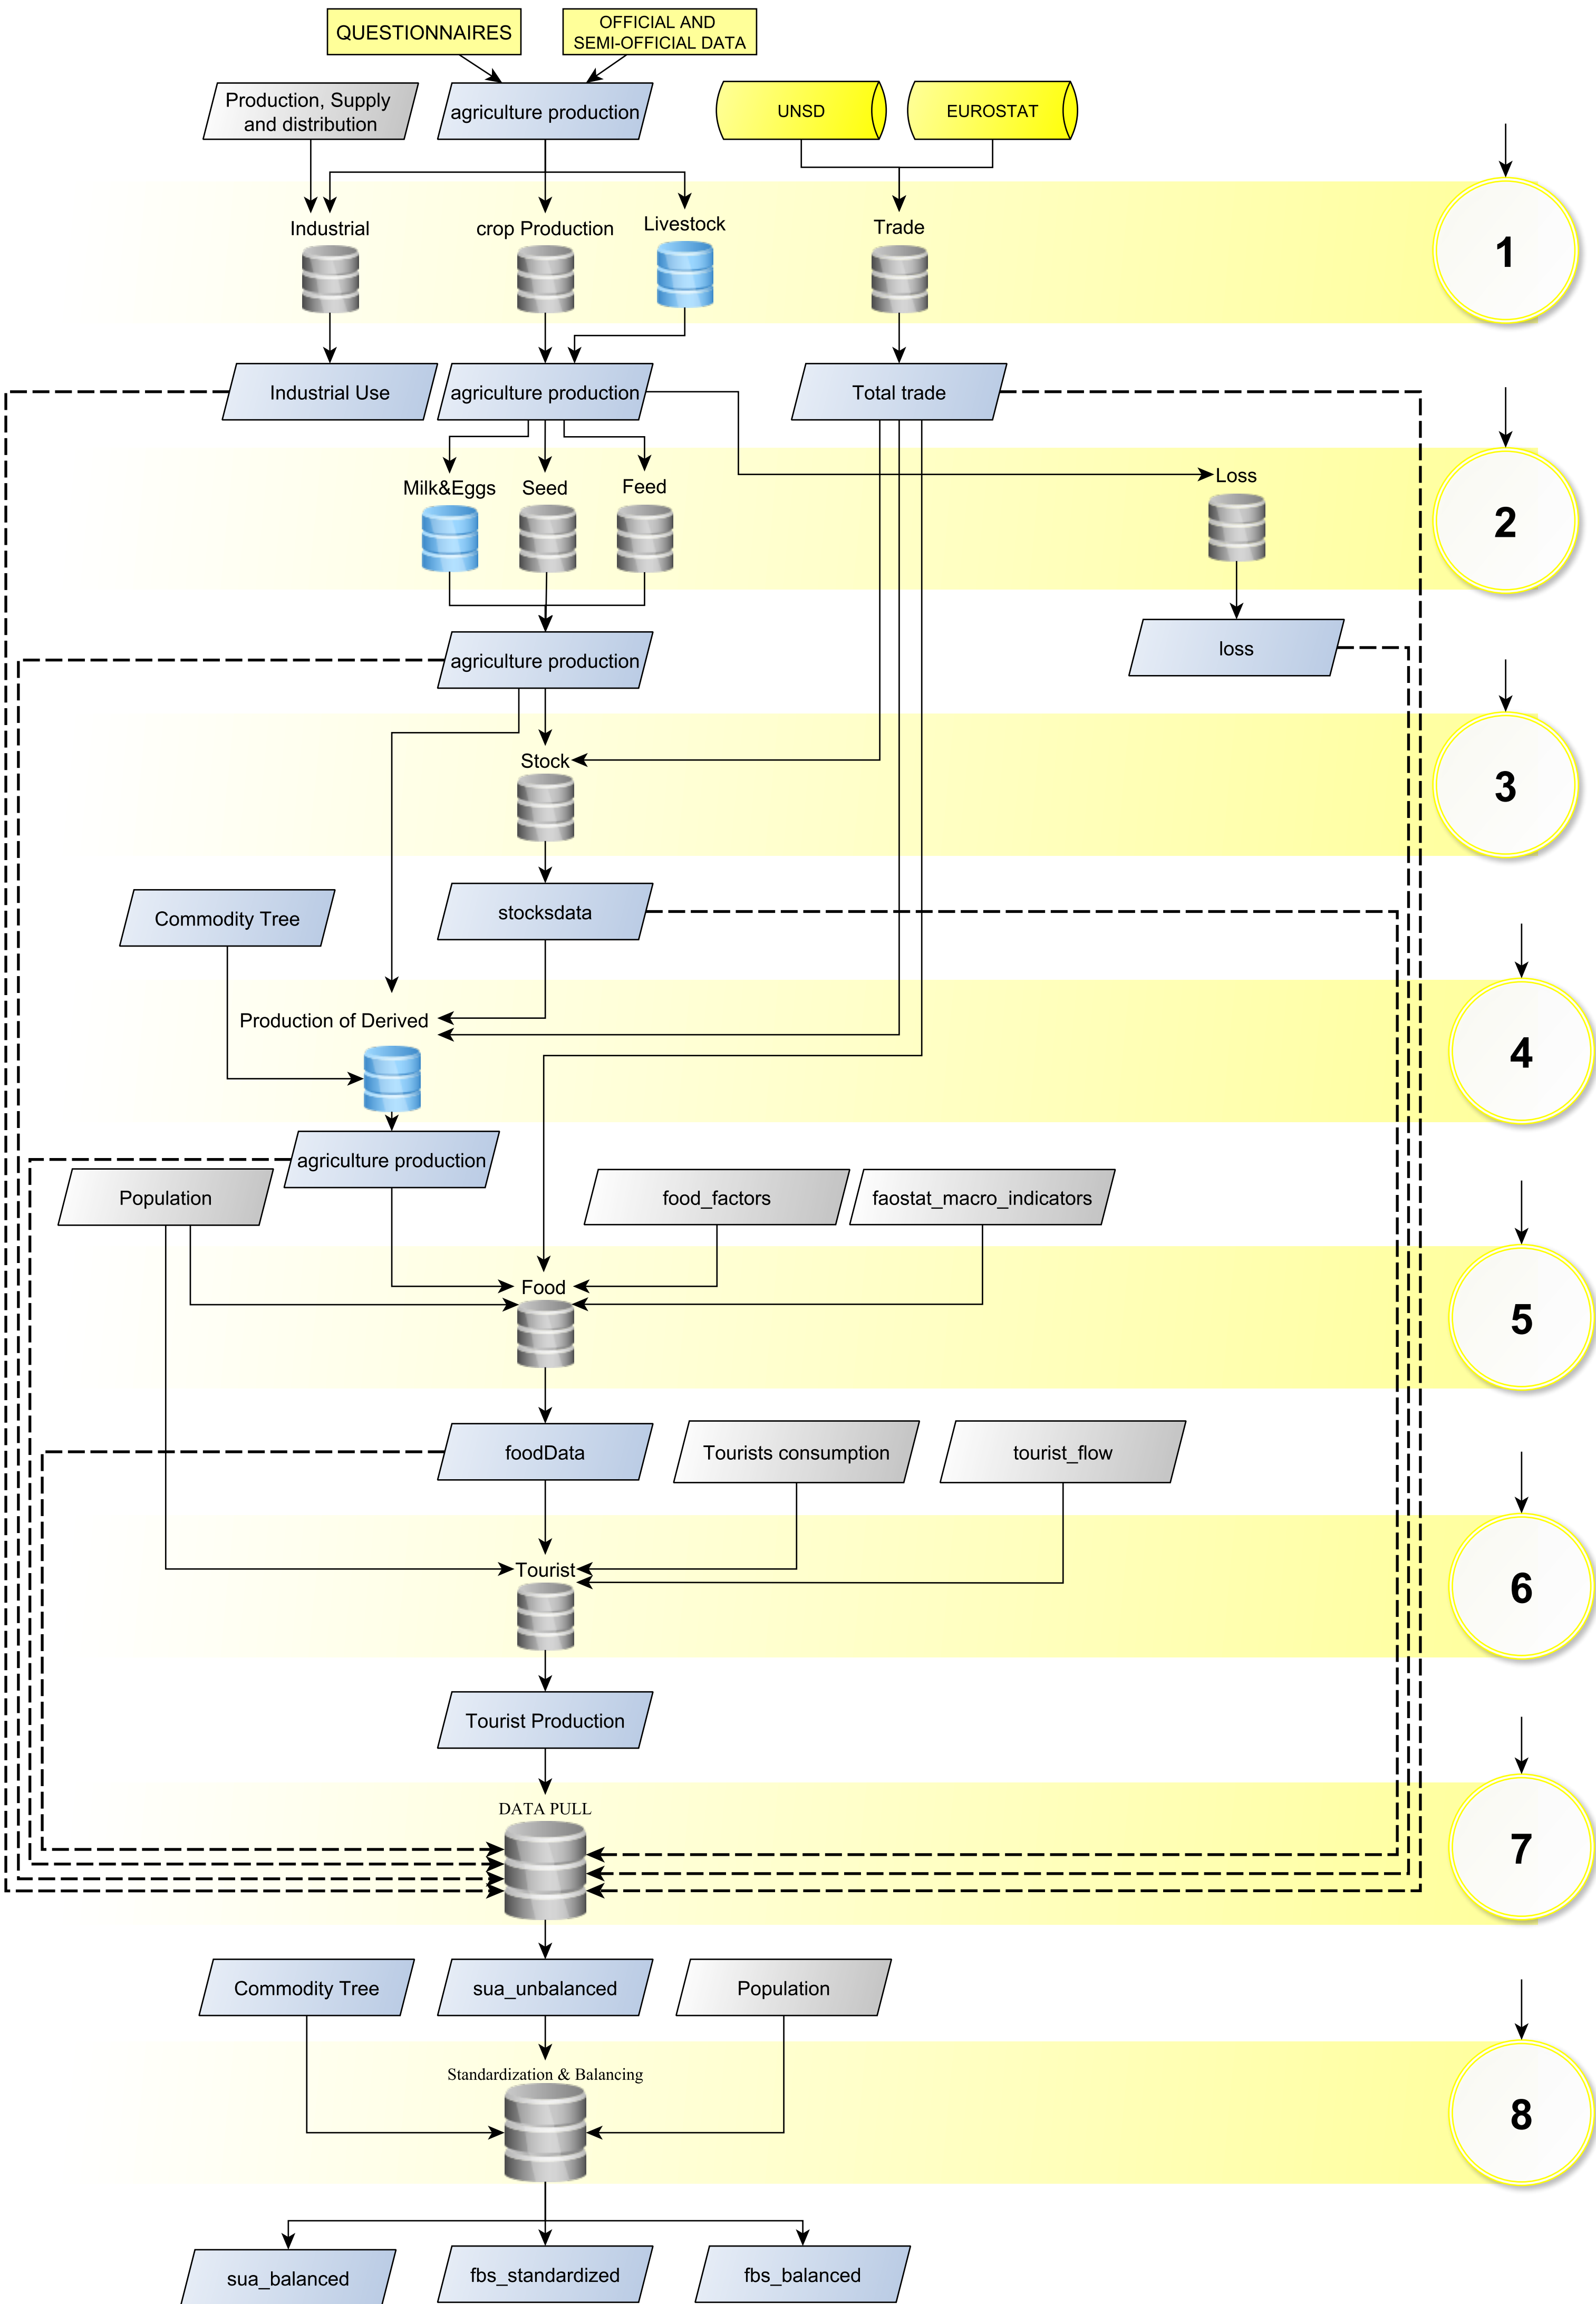 QUESTIONNAIRES
OFFICIAL AND
SEMI-OFFICIAL DATA
Production, Supply
and distribution
agriculture production
UNSD
EUROSTAT
Industrial
crop Production
Livestock
Trade
1
Industrial Use
agriculture production
Total trade
Milk&Eggs
Seed
Feed
Loss
2
agriculture production
loss
Stock
3
Commodity Tree
stocksdata
Production of Derived
4
agriculture production
Population
food_factors
faostat_macro_indicators
Food
5
foodData
Tourists consumption
tourist_flow
Tourist
6
Tourist Production
DATA PULL
7
Commodity Tree
sua_unbalanced
Population
Standardization & Balancing
8
sua_balanced
fbs_standardized
fbs_balanced